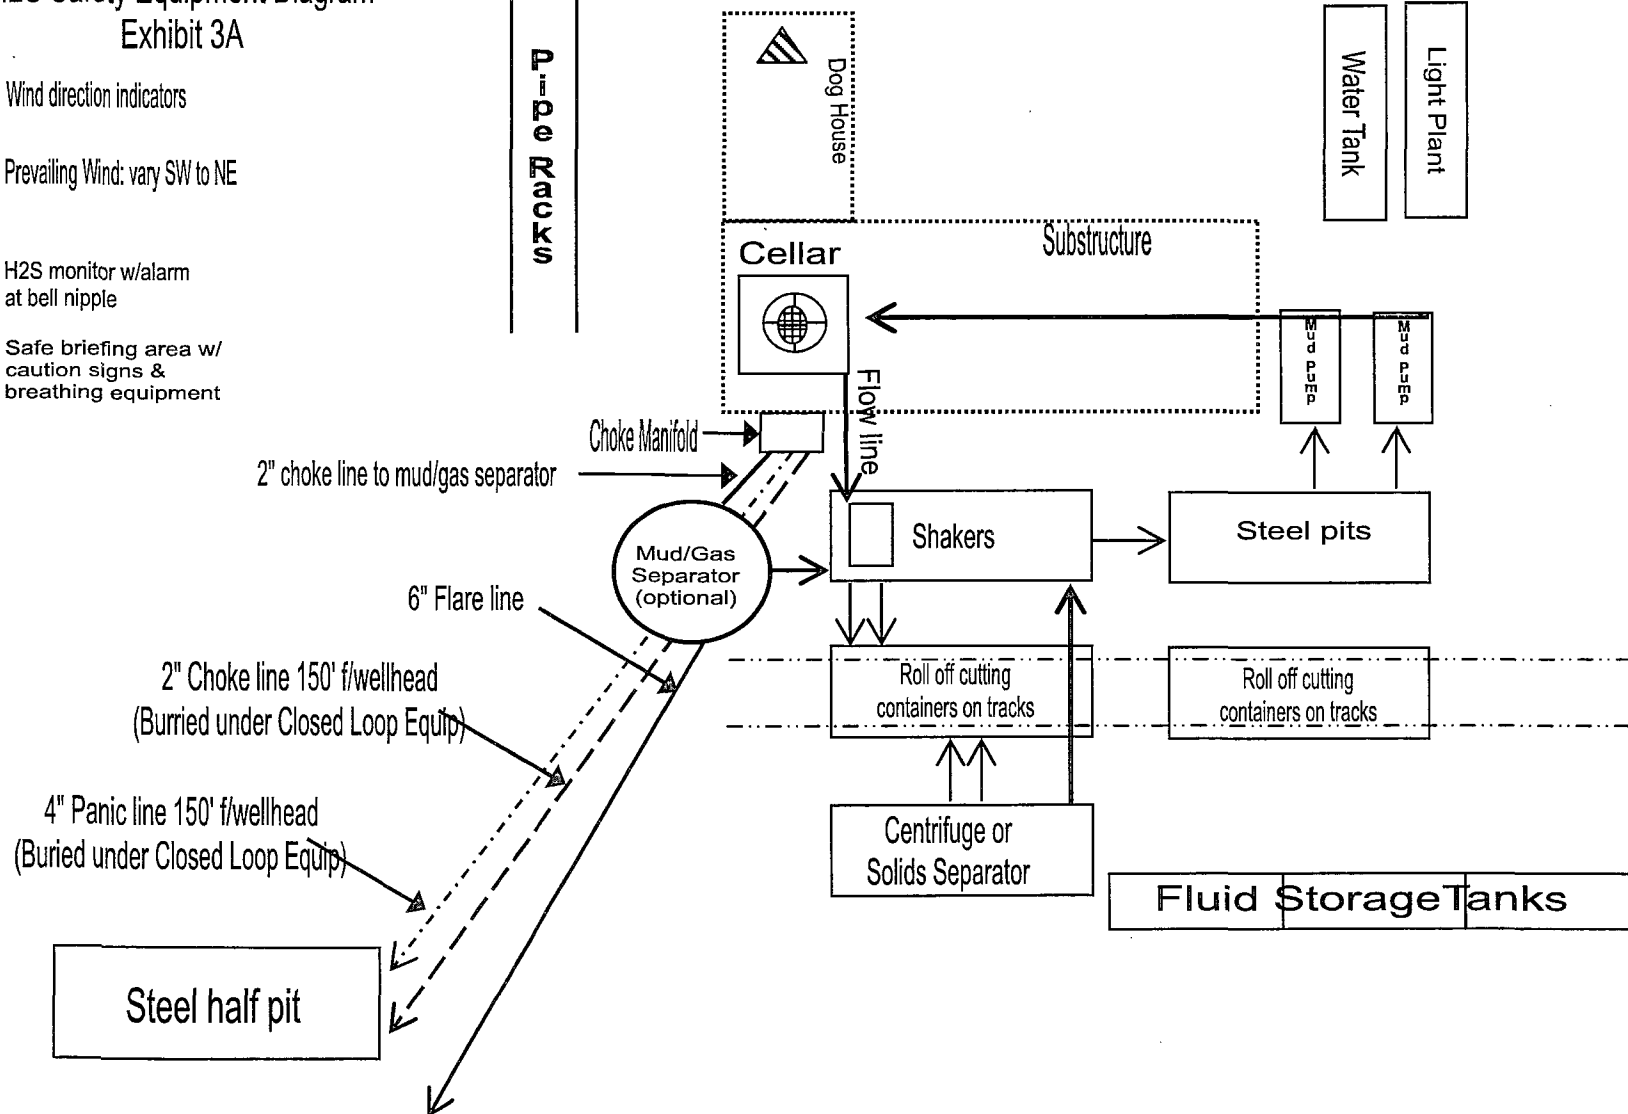 H2S Safety Equipment Diagram
Exhibit 3A
Wind direction indicators
Prevailing Wind: vary SW to NE
H2S monitor w/alarm
at bell nipple
Safe briefing area w/
caution signs &
breathing equipment
Pipe Racks
Dog House
Water Tank
Light Plant
Cellar
Substructure
Mud Pump
Mud Pump
Flow line
Choke Manifold
2" choke line to mud/gas separator
Mud/Gas
Separator
(optional)
Shakers
Steel pits
6" Flare line
2" Choke line 150' f/wellhead
(Burried under Closed Loop Equip)
Roll off cutting
containers on tracks
Roll off cutting
containers on tracks
4" Panic line 150' f/wellhead
(Buried under Closed Loop Equip)
Centrifuge or
Solids Separator
Fluid StorageTanks
Steel half pit